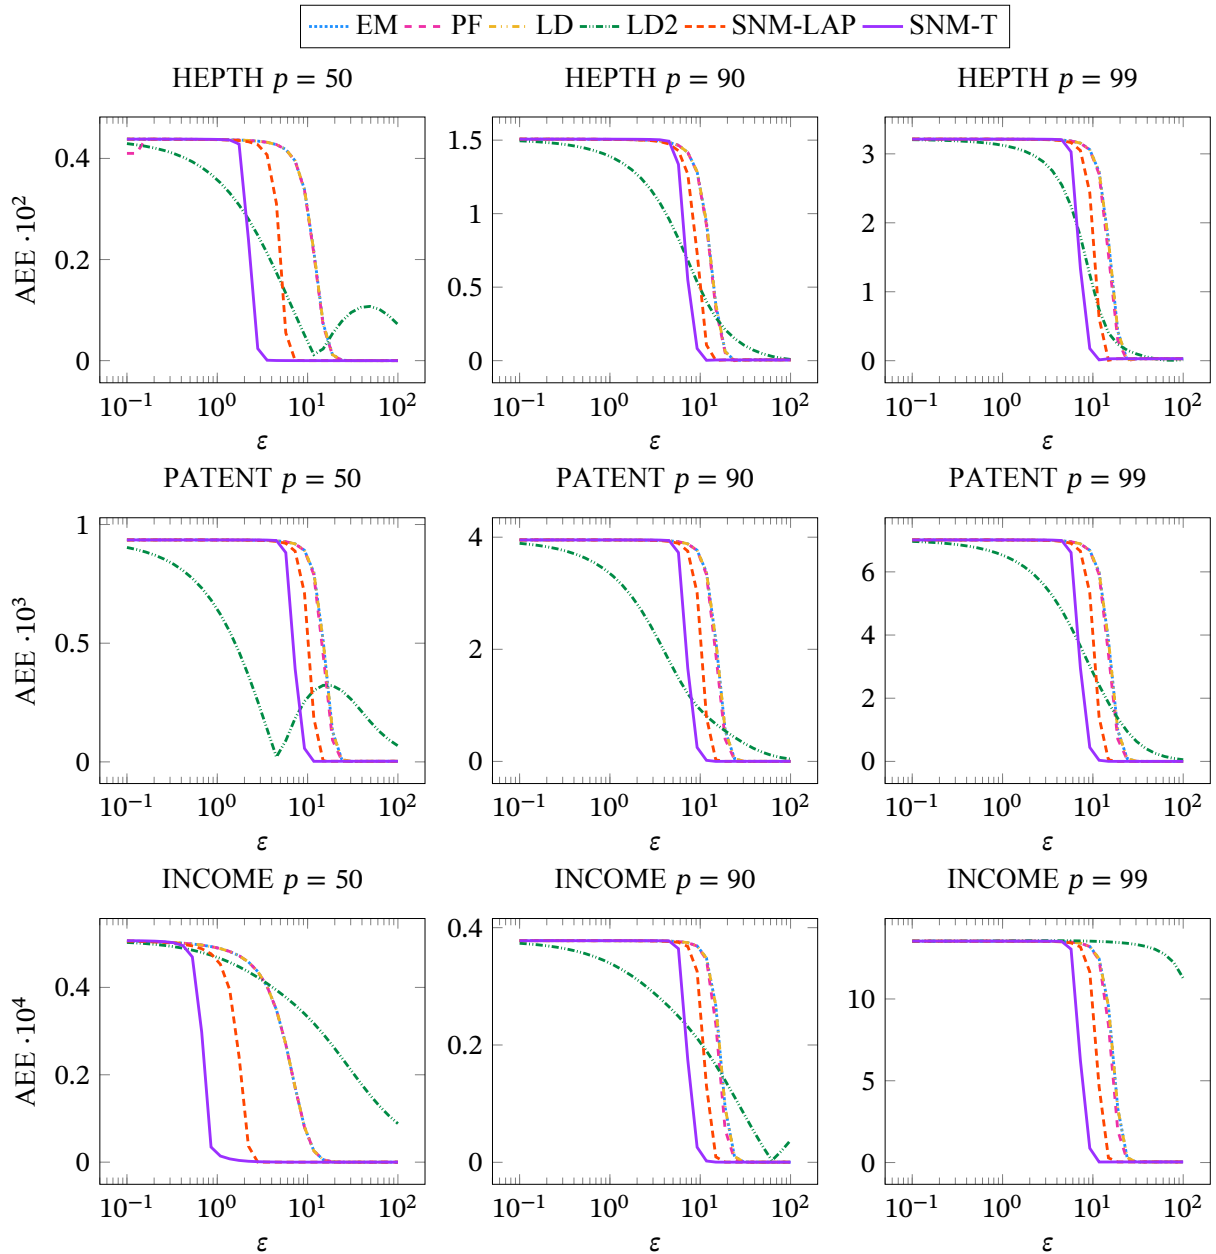 EM PF LD LD2 SNM-LAP SNM-T
HEPTH p = 50
HEPTH p = 90
HEPTH p = 99
AEE ·10²
0.4
0.2
0
10⁻¹ 10⁰ 10¹ 10²
ε
1.5
1
0.5
0
10⁻¹ 10⁰ 10¹ 10²
ε
3
2
1
0
10⁻¹ 10⁰ 10¹ 10²
ε
PATENT p = 50
PATENT p = 90
PATENT p = 99
AEE ·10³
1
0.5
0
10⁻¹ 10⁰ 10¹ 10²
ε
4
2
0
10⁻¹ 10⁰ 10¹ 10²
ε
6
4
2
0
10⁻¹ 10⁰ 10¹ 10²
ε
INCOME p = 50
INCOME p = 90
INCOME p = 99
AEE ·10⁴
0.4
0.2
0
10⁻¹ 10⁰ 10¹ 10²
ε
0.4
0.2
0
10⁻¹ 10⁰ 10¹ 10²
ε
10
5
0
10⁻¹ 10⁰ 10¹ 10²
ε